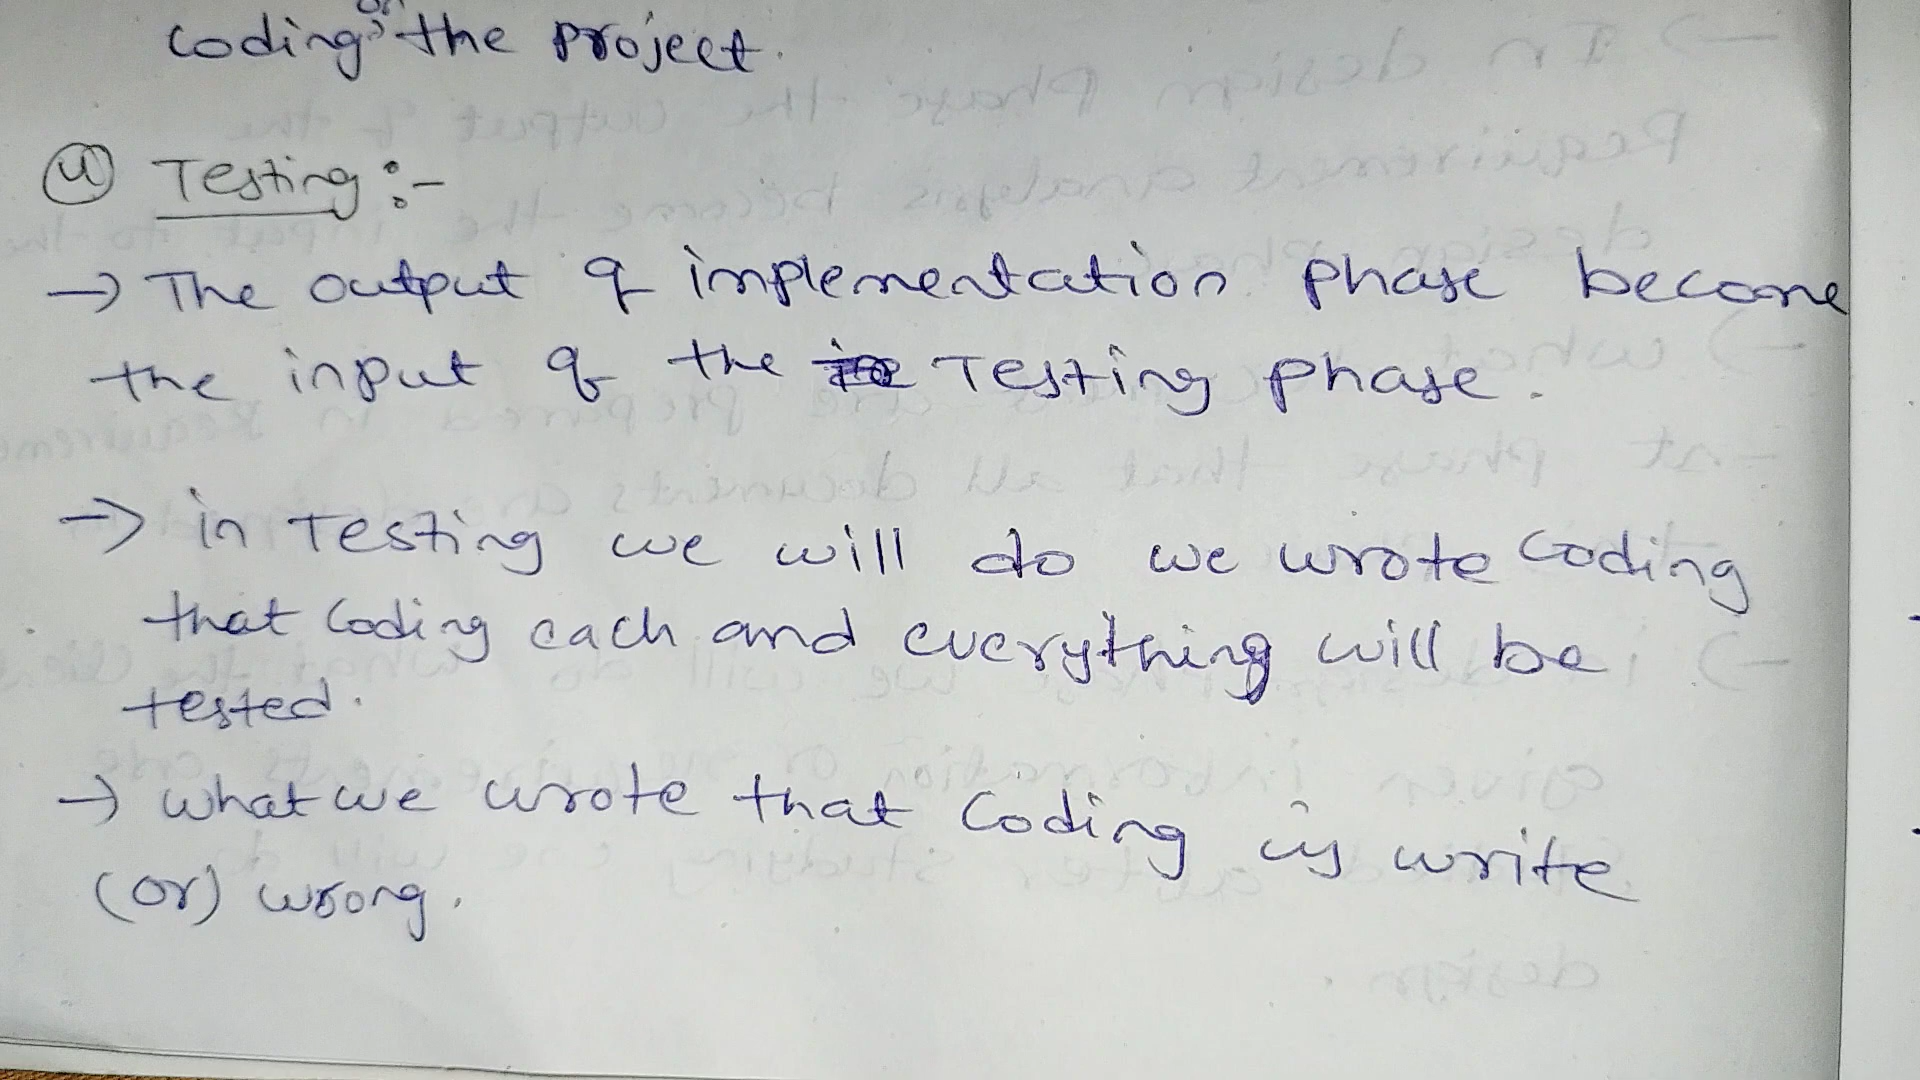 coding the project.
④ Testing :-
→ The output of implementation phase become
the input of the Testing phase.
→ in Testing we will do we wrote coding
that coding each and everything will be
tested.
→ what we wrote that coding is write
(or) wrong.